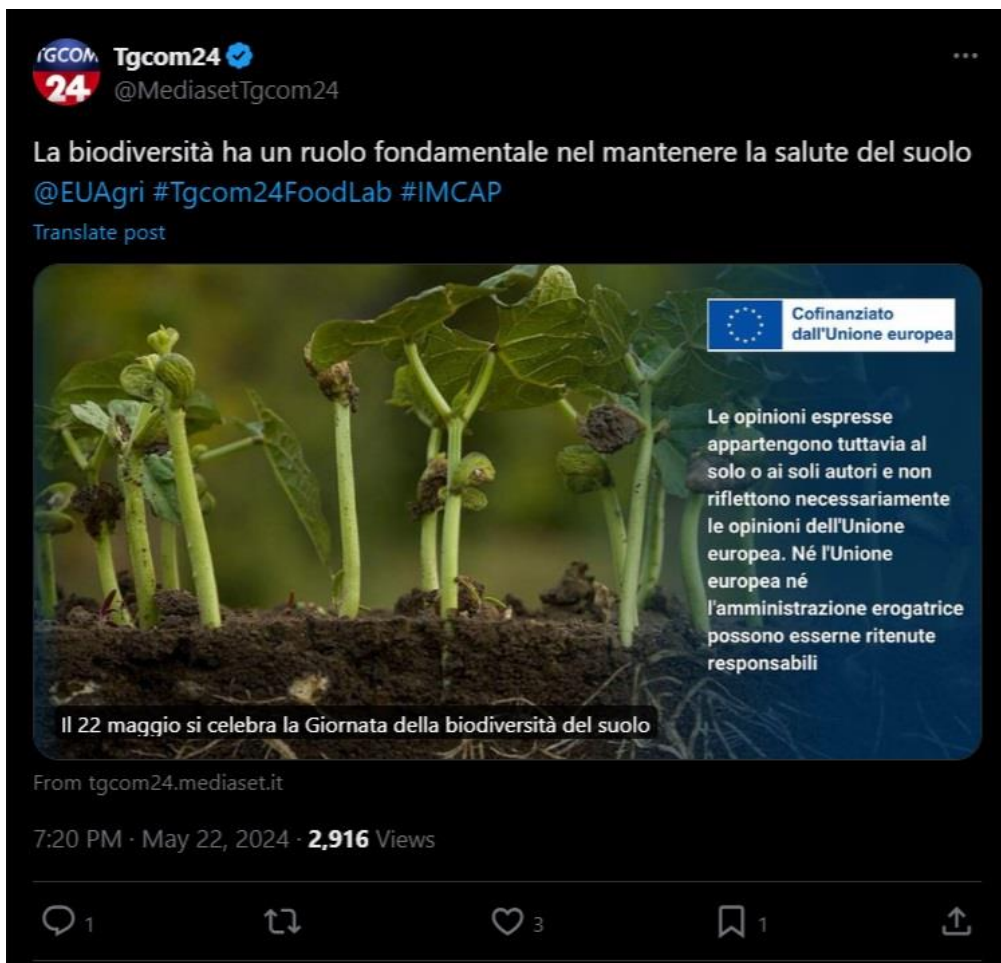 TGCOM
24
Tgcom24
@MediasetTgcom24
La biodiversità ha un ruolo fondamentale nel mantenere la salute del suolo
@EUAgri #Tgcom24FoodLab #IMCAP
Translate post
Cofinanziato
dall'Unione europea
Le opinioni espresse
appartengono tuttavia al
solo o ai soli autori e non
riflettono necessariamente
le opinioni dell'Unione
europea. Né l'Unione
europea né
l'amministrazione erogatrice
possono esserne ritenute
responsabili
Il 22 maggio si celebra la Giornata della biodiversità del suolo
From tgcom24.mediaset.it
7:20 PM · May 22, 2024 · 2,916 Views
1 3 1